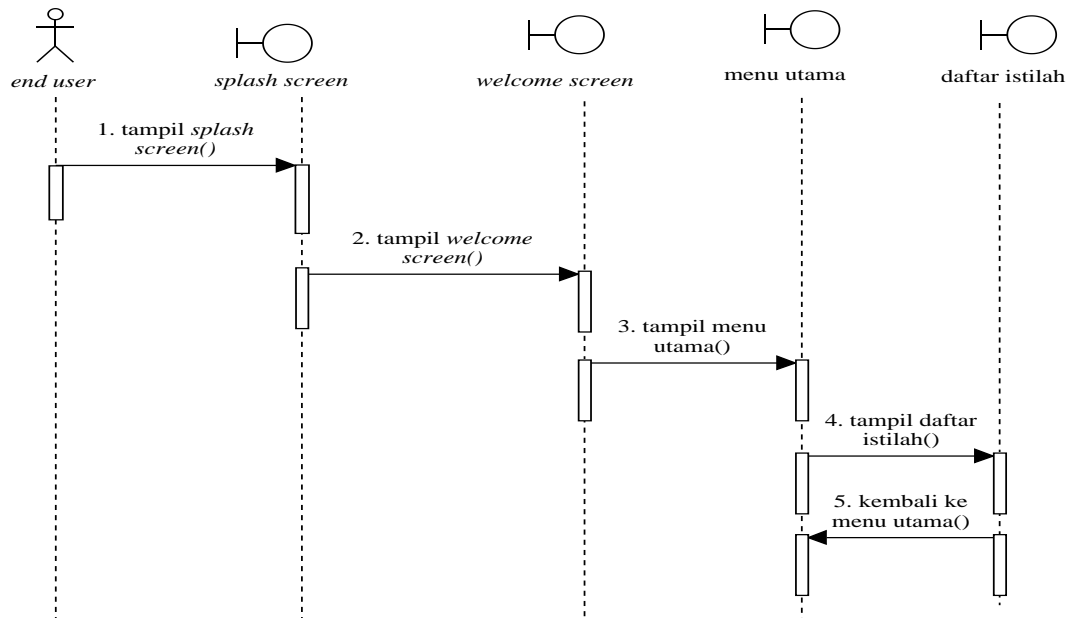 end user
splash screen
welcome screen
menu utama
daftar istilah
1. tampil splash
screen()
2. tampil welcome
screen()
3. tampil menu
utama()
4. tampil daftar
istilah()
5. kembali ke
menu utama()